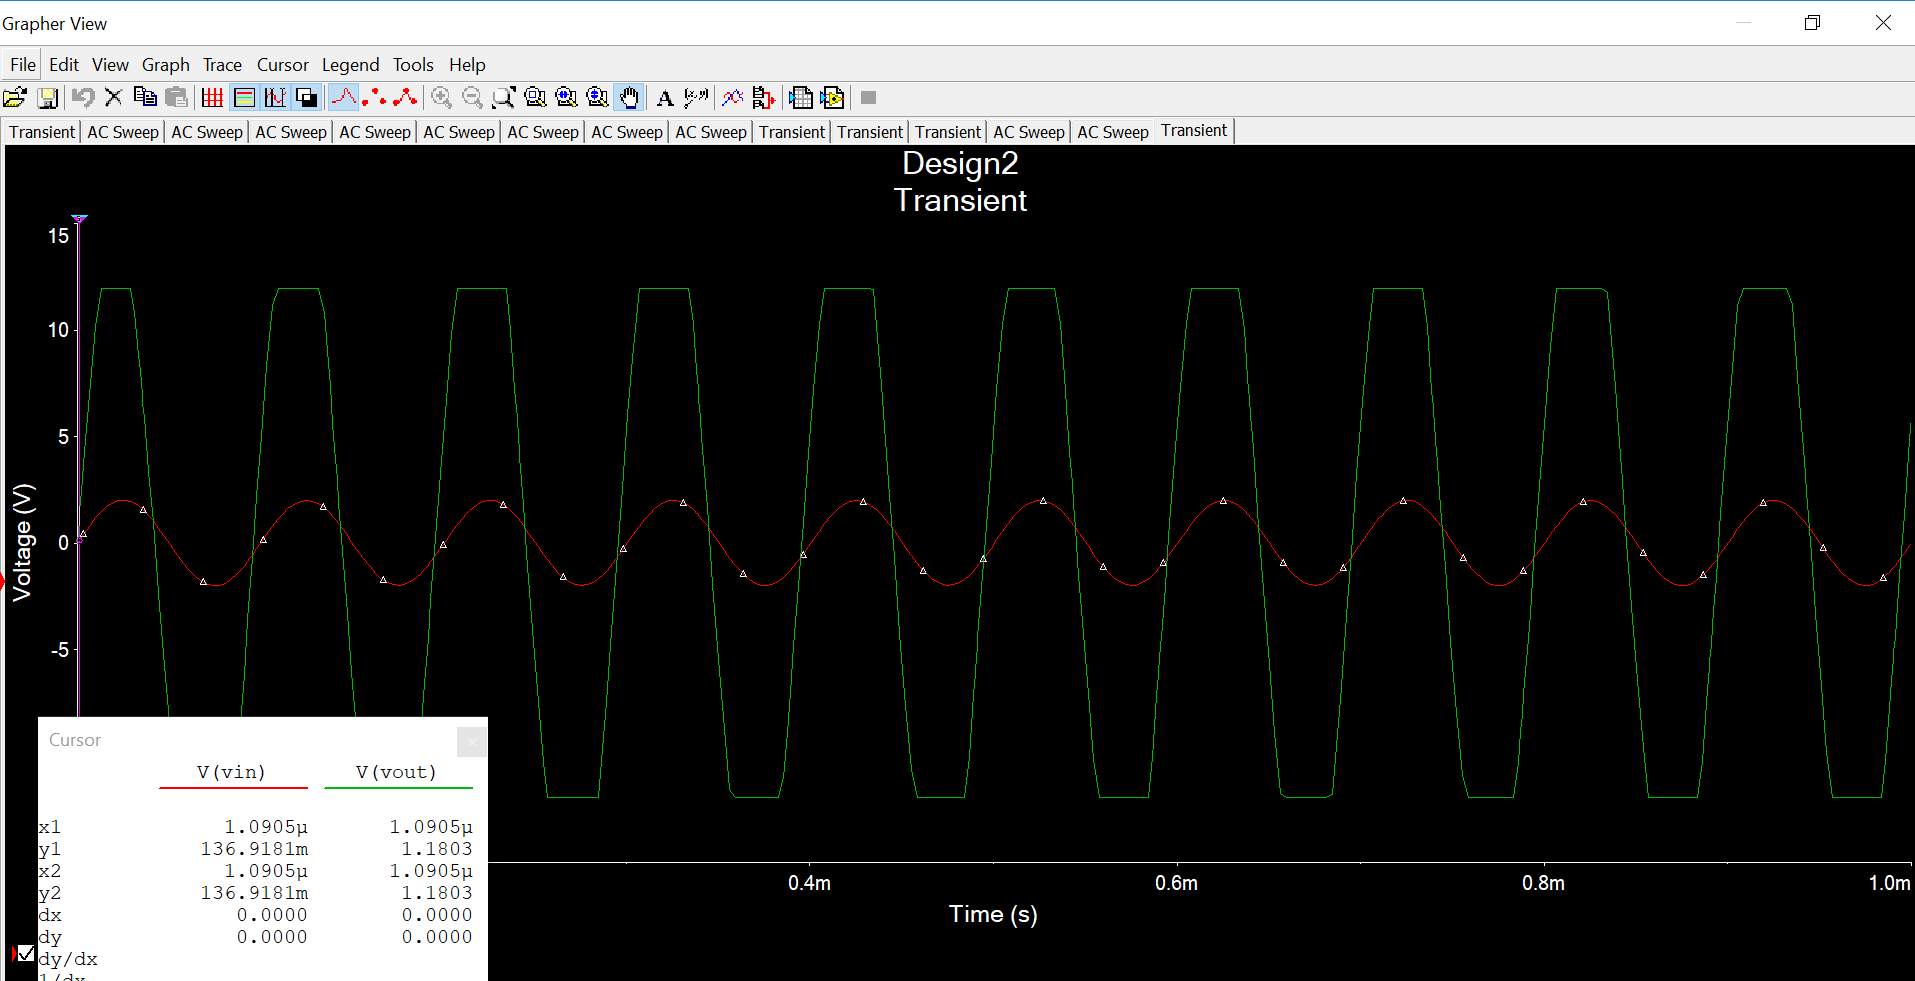 Grapher View
File Edit View Graph Trace Cursor Legend Tools Help
A
Transient AC Sweep AC Sweep AC Sweep AC Sweep AC Sweep AC Sweep AC Sweep AC Sweep Transient Transient Transient AC Sweep AC Sweep Transient
Design2
Transient
15
10
5
0
-5
Voltage (V)
0.4m 0.6m 0.8m 1.0m
Time (s)
Cursor
V(vin) V(vout)
x1 1.0905µ 1.0905µ
y1 136.9181m 1.1803
x2 1.0905µ 1.0905µ
y2 136.9181m 1.1803
dx 0.0000 0.0000
dy 0.0000 0.0000
dy/dx
1/dx